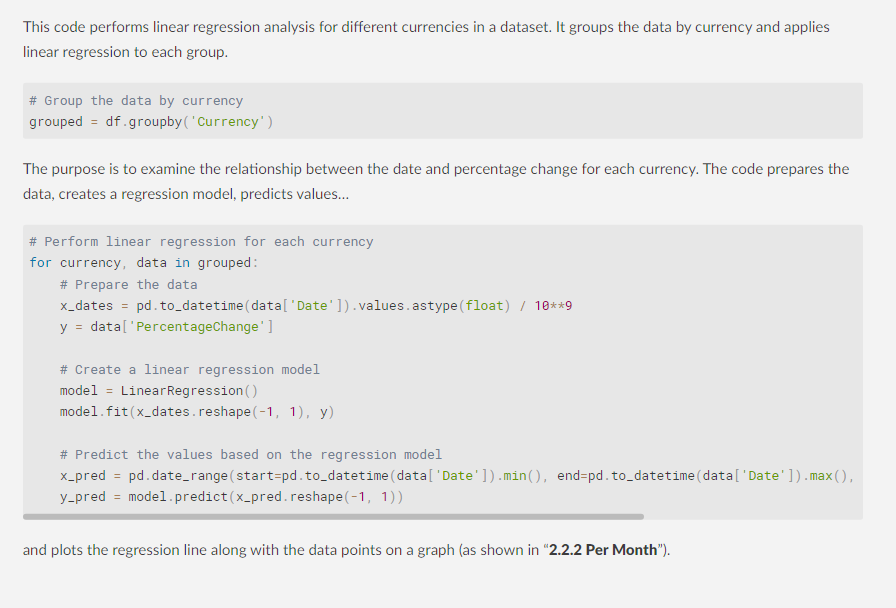 This code performs linear regression analysis for different currencies in a dataset. It groups the data by currency and applies
linear regression to each group.
# Group the data by currency
grouped = df.groupby('Currency')
The purpose is to examine the relationship between the date and percentage change for each currency. The code prepares the
data, creates a regression model, predicts values...
# Perform linear regression for each currency
for currency, data in grouped:
    # Prepare the data
    x_dates = pd.to_datetime(data['Date']).values.astype(float) / 10**9
    y = data['PercentageChange']
    # Create a linear regression model
    model = LinearRegression()
    model.fit(x_dates.reshape(-1, 1), y)
    # Predict the values based on the regression model
    x_pred = pd.date_range(start=pd.to_datetime(data['Date']).min(), end=pd.to_datetime(data['Date']).max(),
    y_pred = model.predict(x_pred.reshape(-1, 1))
and plots the regression line along with the data points on a graph (as shown in “2.2.2 Per Month”).